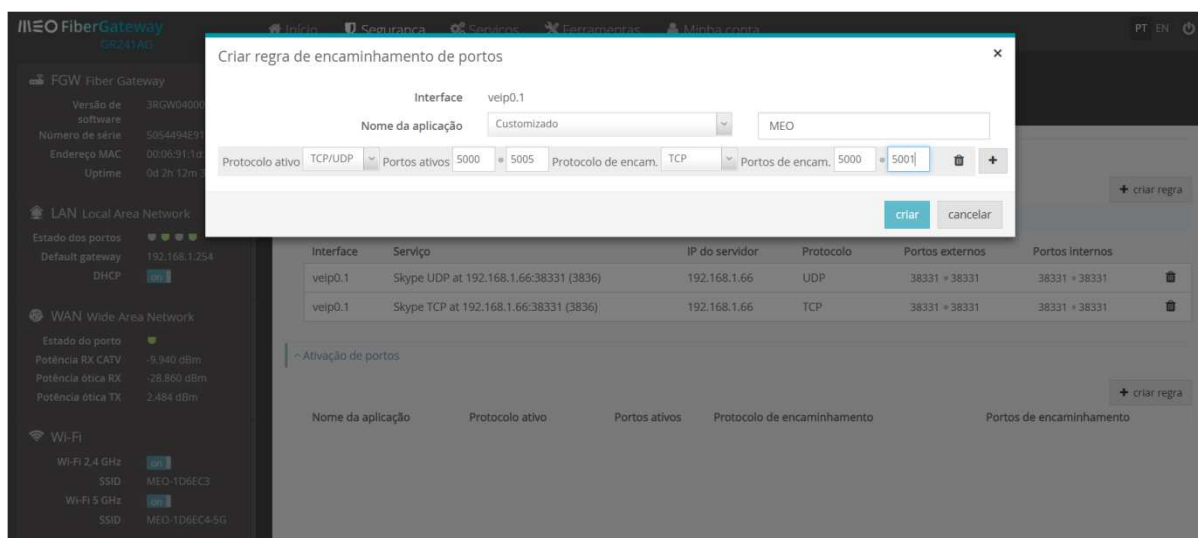 MEO FiberGateway
GR241AG
Início Segurança Serviços Ferramentas Minha conta
PT EN
Criar regra de encaminhamento de portos ×
Interface veip0.1
Nome da aplicação Customizado MEO
Protocolo ativo TCP/UDP Portos ativos 5000 5005 Protocolo de encam. TCP Portos de encam. 5000 5001
criar cancelar
FGW Fiber Gateway
Versão de software 3RGW04000
Número de série 5054494E91
Endereço MAC 00:06:91:1d:
Uptime 0d 2h 12m 3
LAN Local Area Network
Estado dos portos
Default gateway 192.168.1.254
DHCP on
WAN Wide Area Network
Estado do porto
Potência RX CATV -9.940 dBm
Potência ótica RX -28.860 dBm
Potência ótica TX 2.484 dBm
Wi-Fi
Wi-Fi 2,4 GHz on
SSID MEO-1D6EC3
Wi-Fi 5 GHz on
SSID MEO-1D6EC4-5G
+ criar regra
Interface Serviço IP do servidor Protocolo Portos externos Portos internos
veip0.1 Skype UDP at 192.168.1.66:38331 (3836) 192.168.1.66 UDP 38331 38331 38331 38331
veip0.1 Skype TCP at 192.168.1.66:38331 (3836) 192.168.1.66 TCP 38331 38331 38331 38331
Ativação de portos
+ criar regra
Nome da aplicação Protocolo ativo Portos ativos Protocolo de encaminhamento Portos de encaminhamento